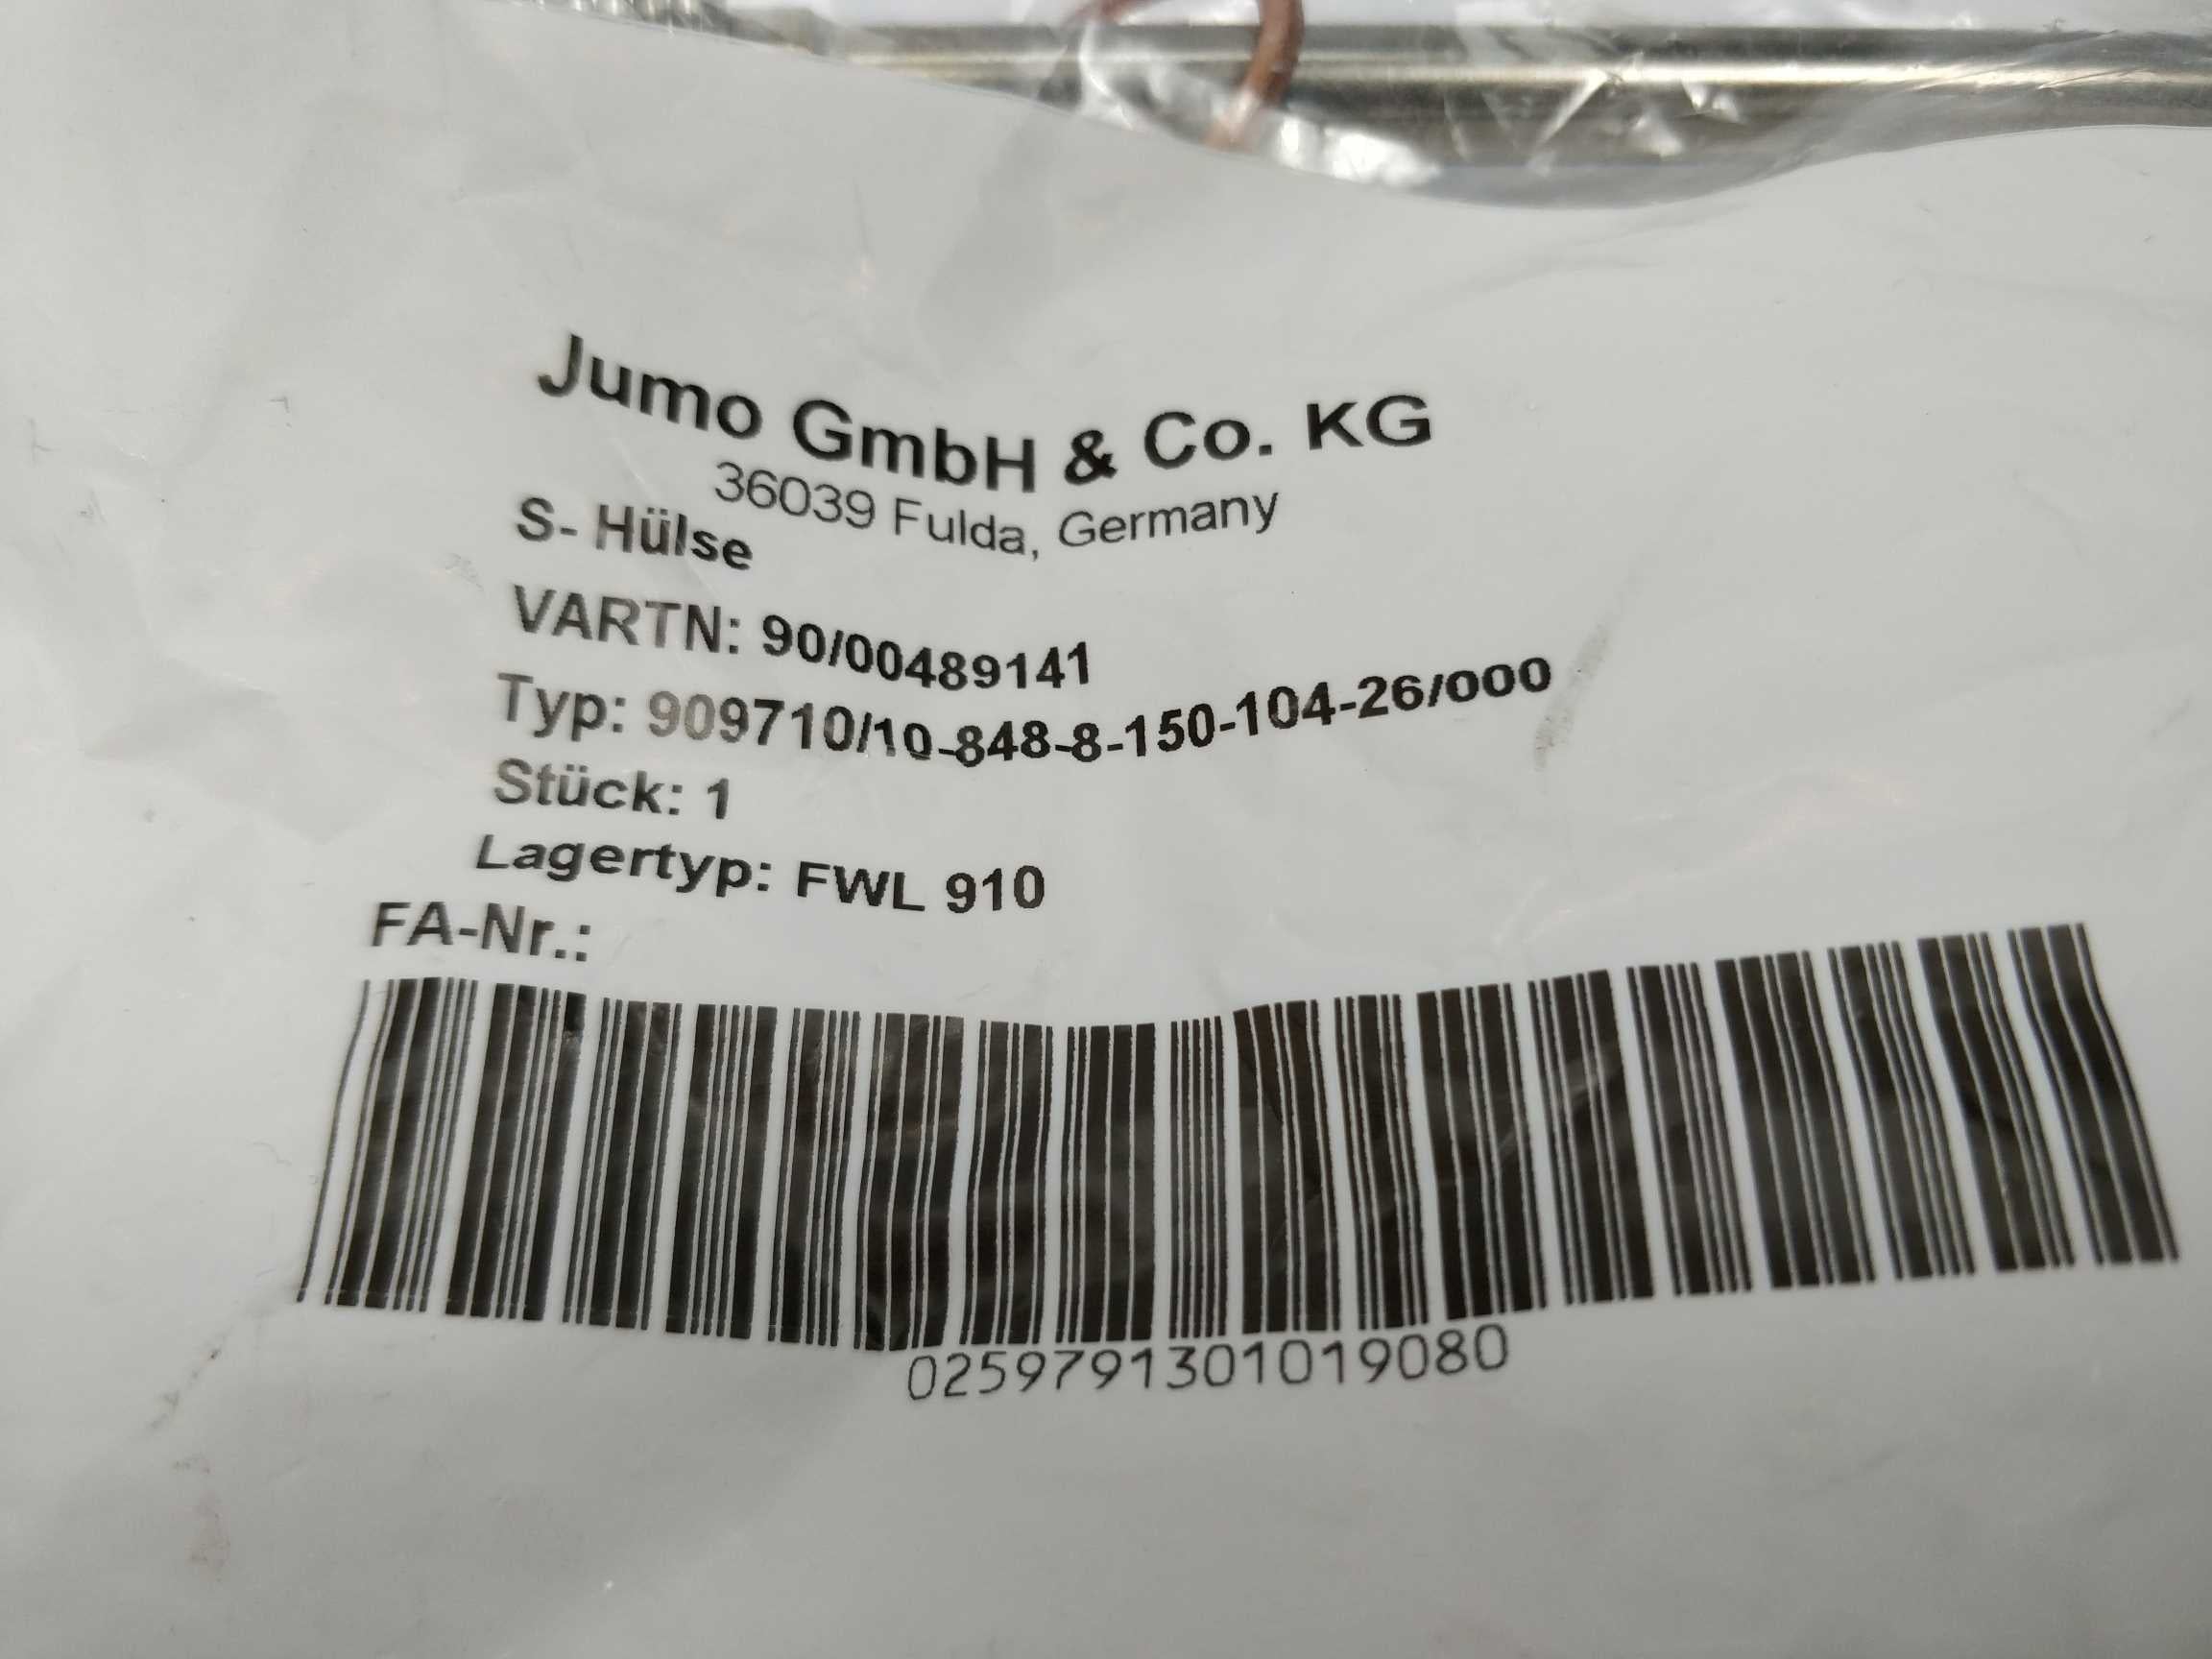 Jumo GmbH & Co. KG
36039 Fulda, Germany
S- Hülse
VARTN: 90/00489141
Typ: 909710/10-848-8-150-104-26/000
Stück: 1
Lagertyp: FWL 910
FA-Nr.:
0259791301019080